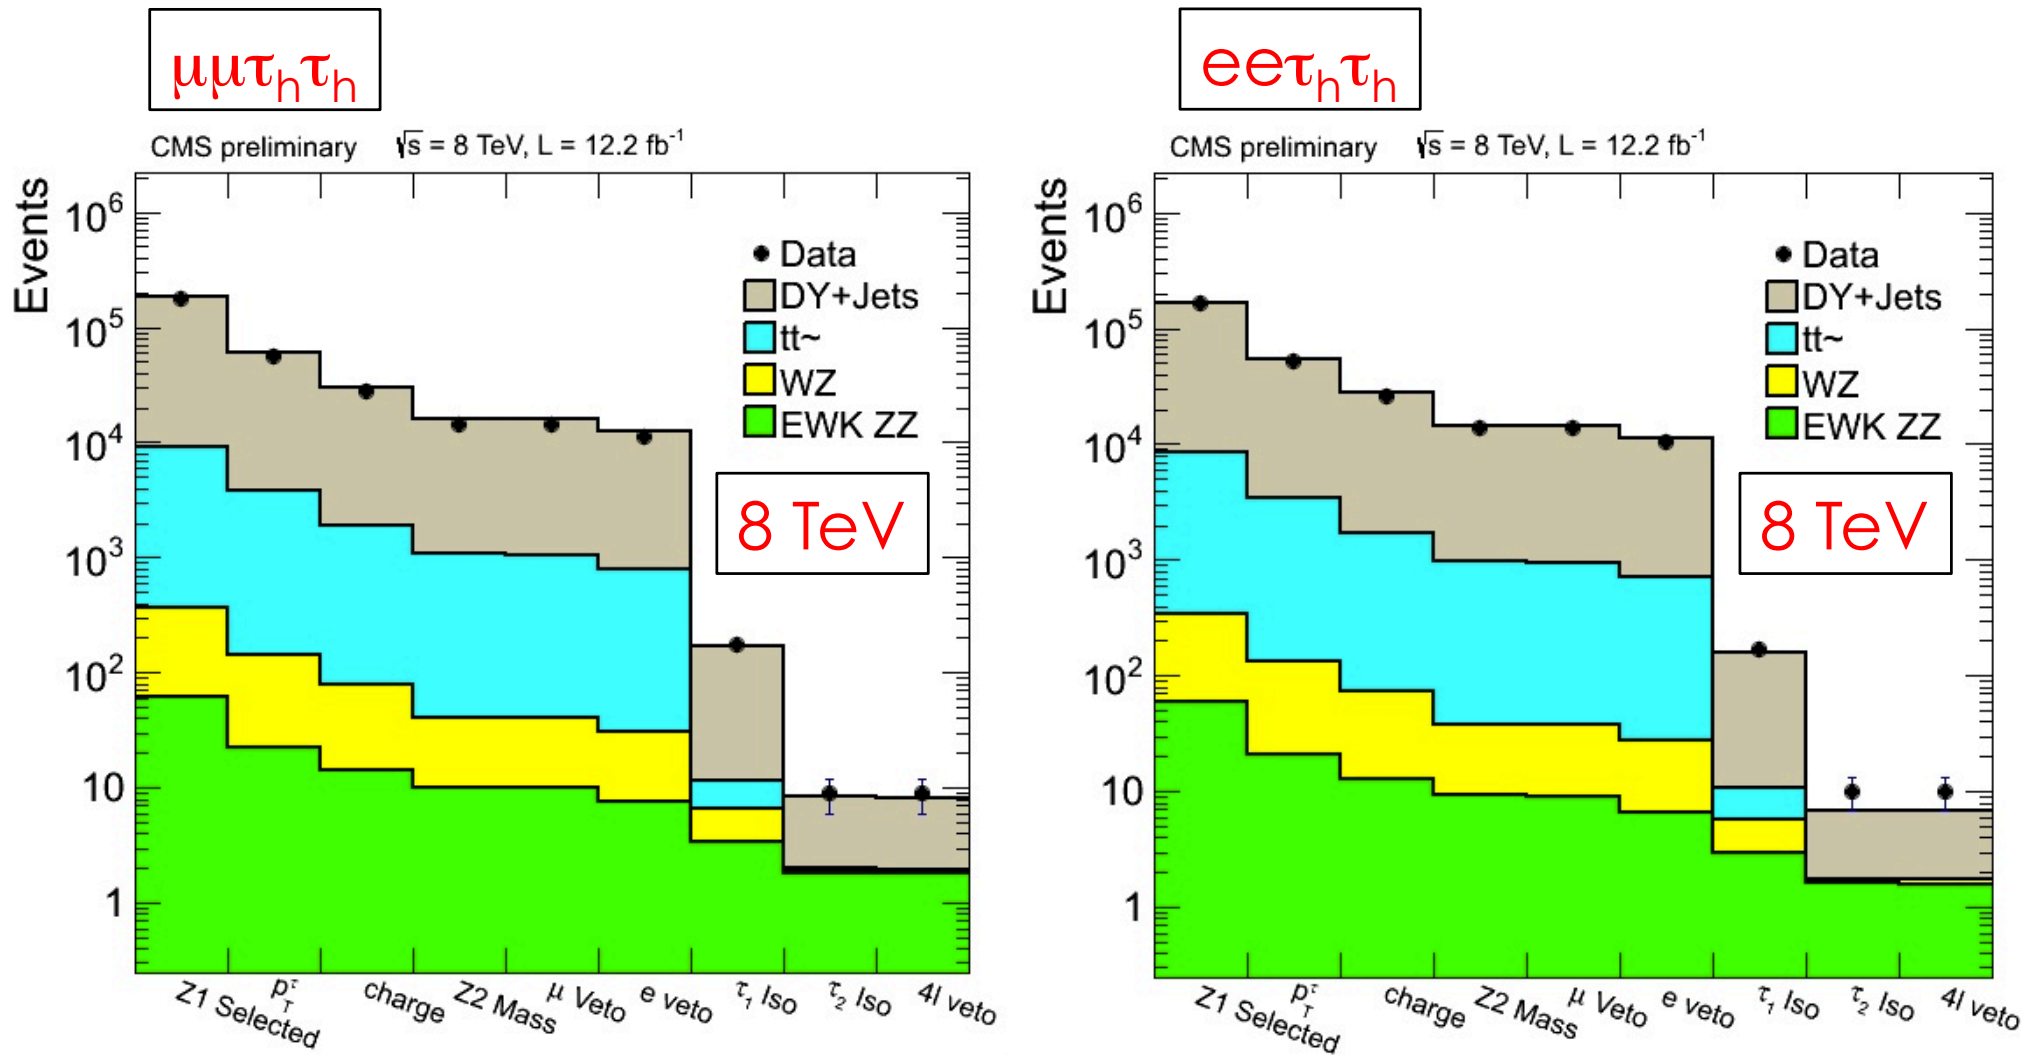 μμτhτh
CMS preliminary √s = 8 TeV, L = 12.2 fb-1
Events
10^6
10^5
10^4
10^3
10^2
10
1
Data
DY+Jets
tt~
WZ
EWK ZZ
8 TeV
Z1 Selected
pTτ
charge
Z2 Mass
μ Veto
e veto
τ1 Iso
τ2 Iso
4l veto
eeτhτh
CMS preliminary √s = 8 TeV, L = 12.2 fb-1
Events
10^6
10^5
10^4
10^3
10^2
10
1
Data
DY+Jets
tt~
WZ
EWK ZZ
8 TeV
Z1 Selected
pTτ
charge
Z2 Mass
μ Veto
e veto
τ1 Iso
τ2 Iso
4l veto